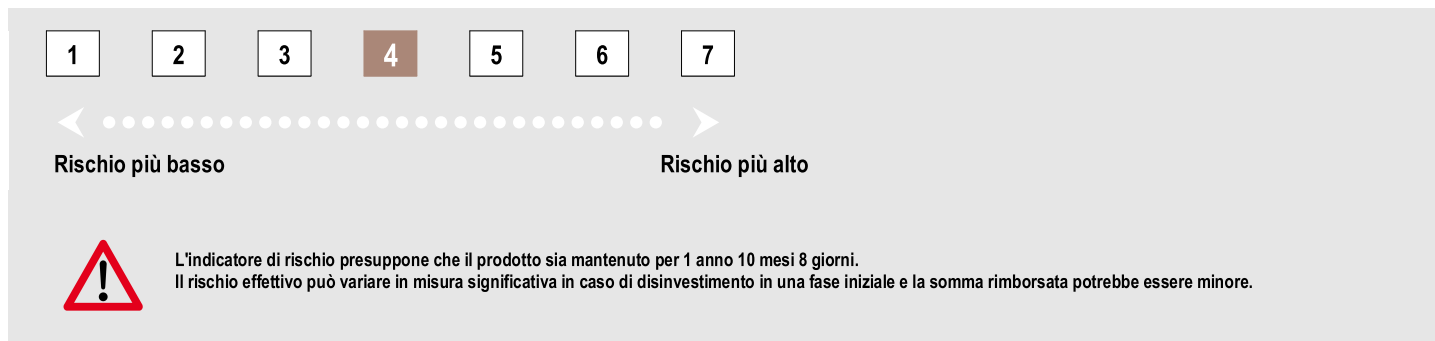 1 2 3 4 5 6 7
Rischio più basso Rischio più alto
L'indicatore di rischio presuppone che il prodotto sia mantenuto per 1 anno 10 mesi 8 giorni.
Il rischio effettivo può variare in misura significativa in caso di disinvestimento in una fase iniziale e la somma rimborsata potrebbe essere minore.